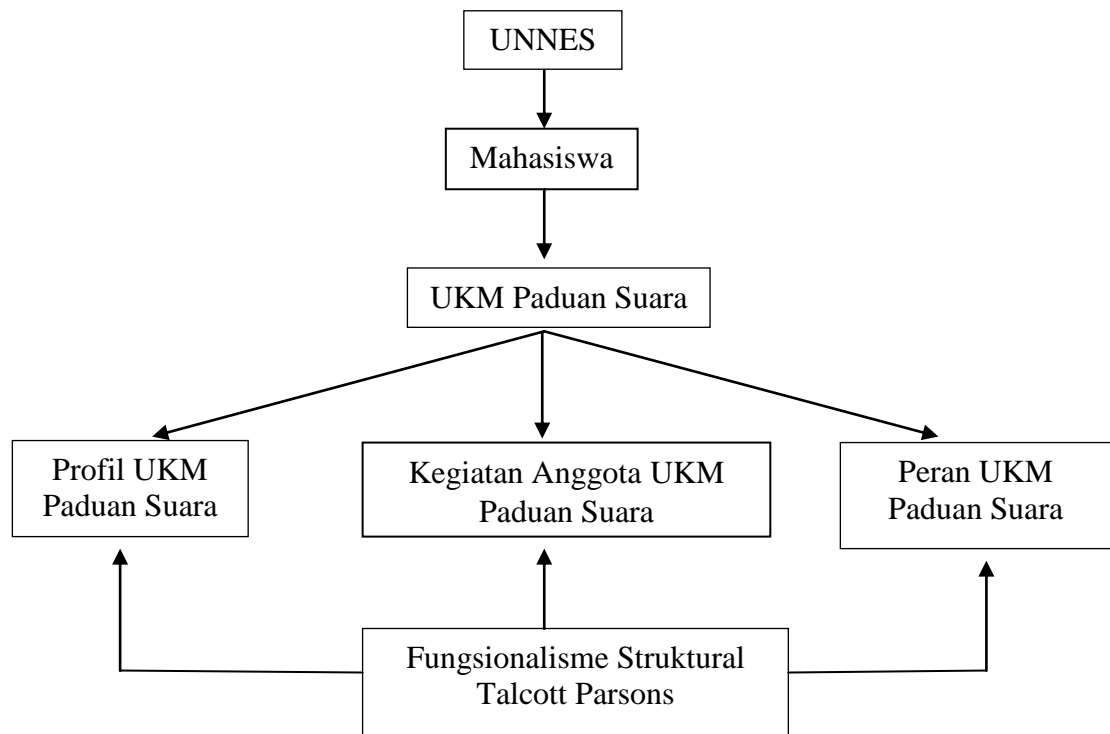 UNNES
Mahasiswa
UKM Paduan Suara
Profil UKM
Paduan Suara
Kegiatan Anggota UKM
Paduan Suara
Peran UKM
Paduan Suara
Fungsionalisme Struktural
Talcott Parsons